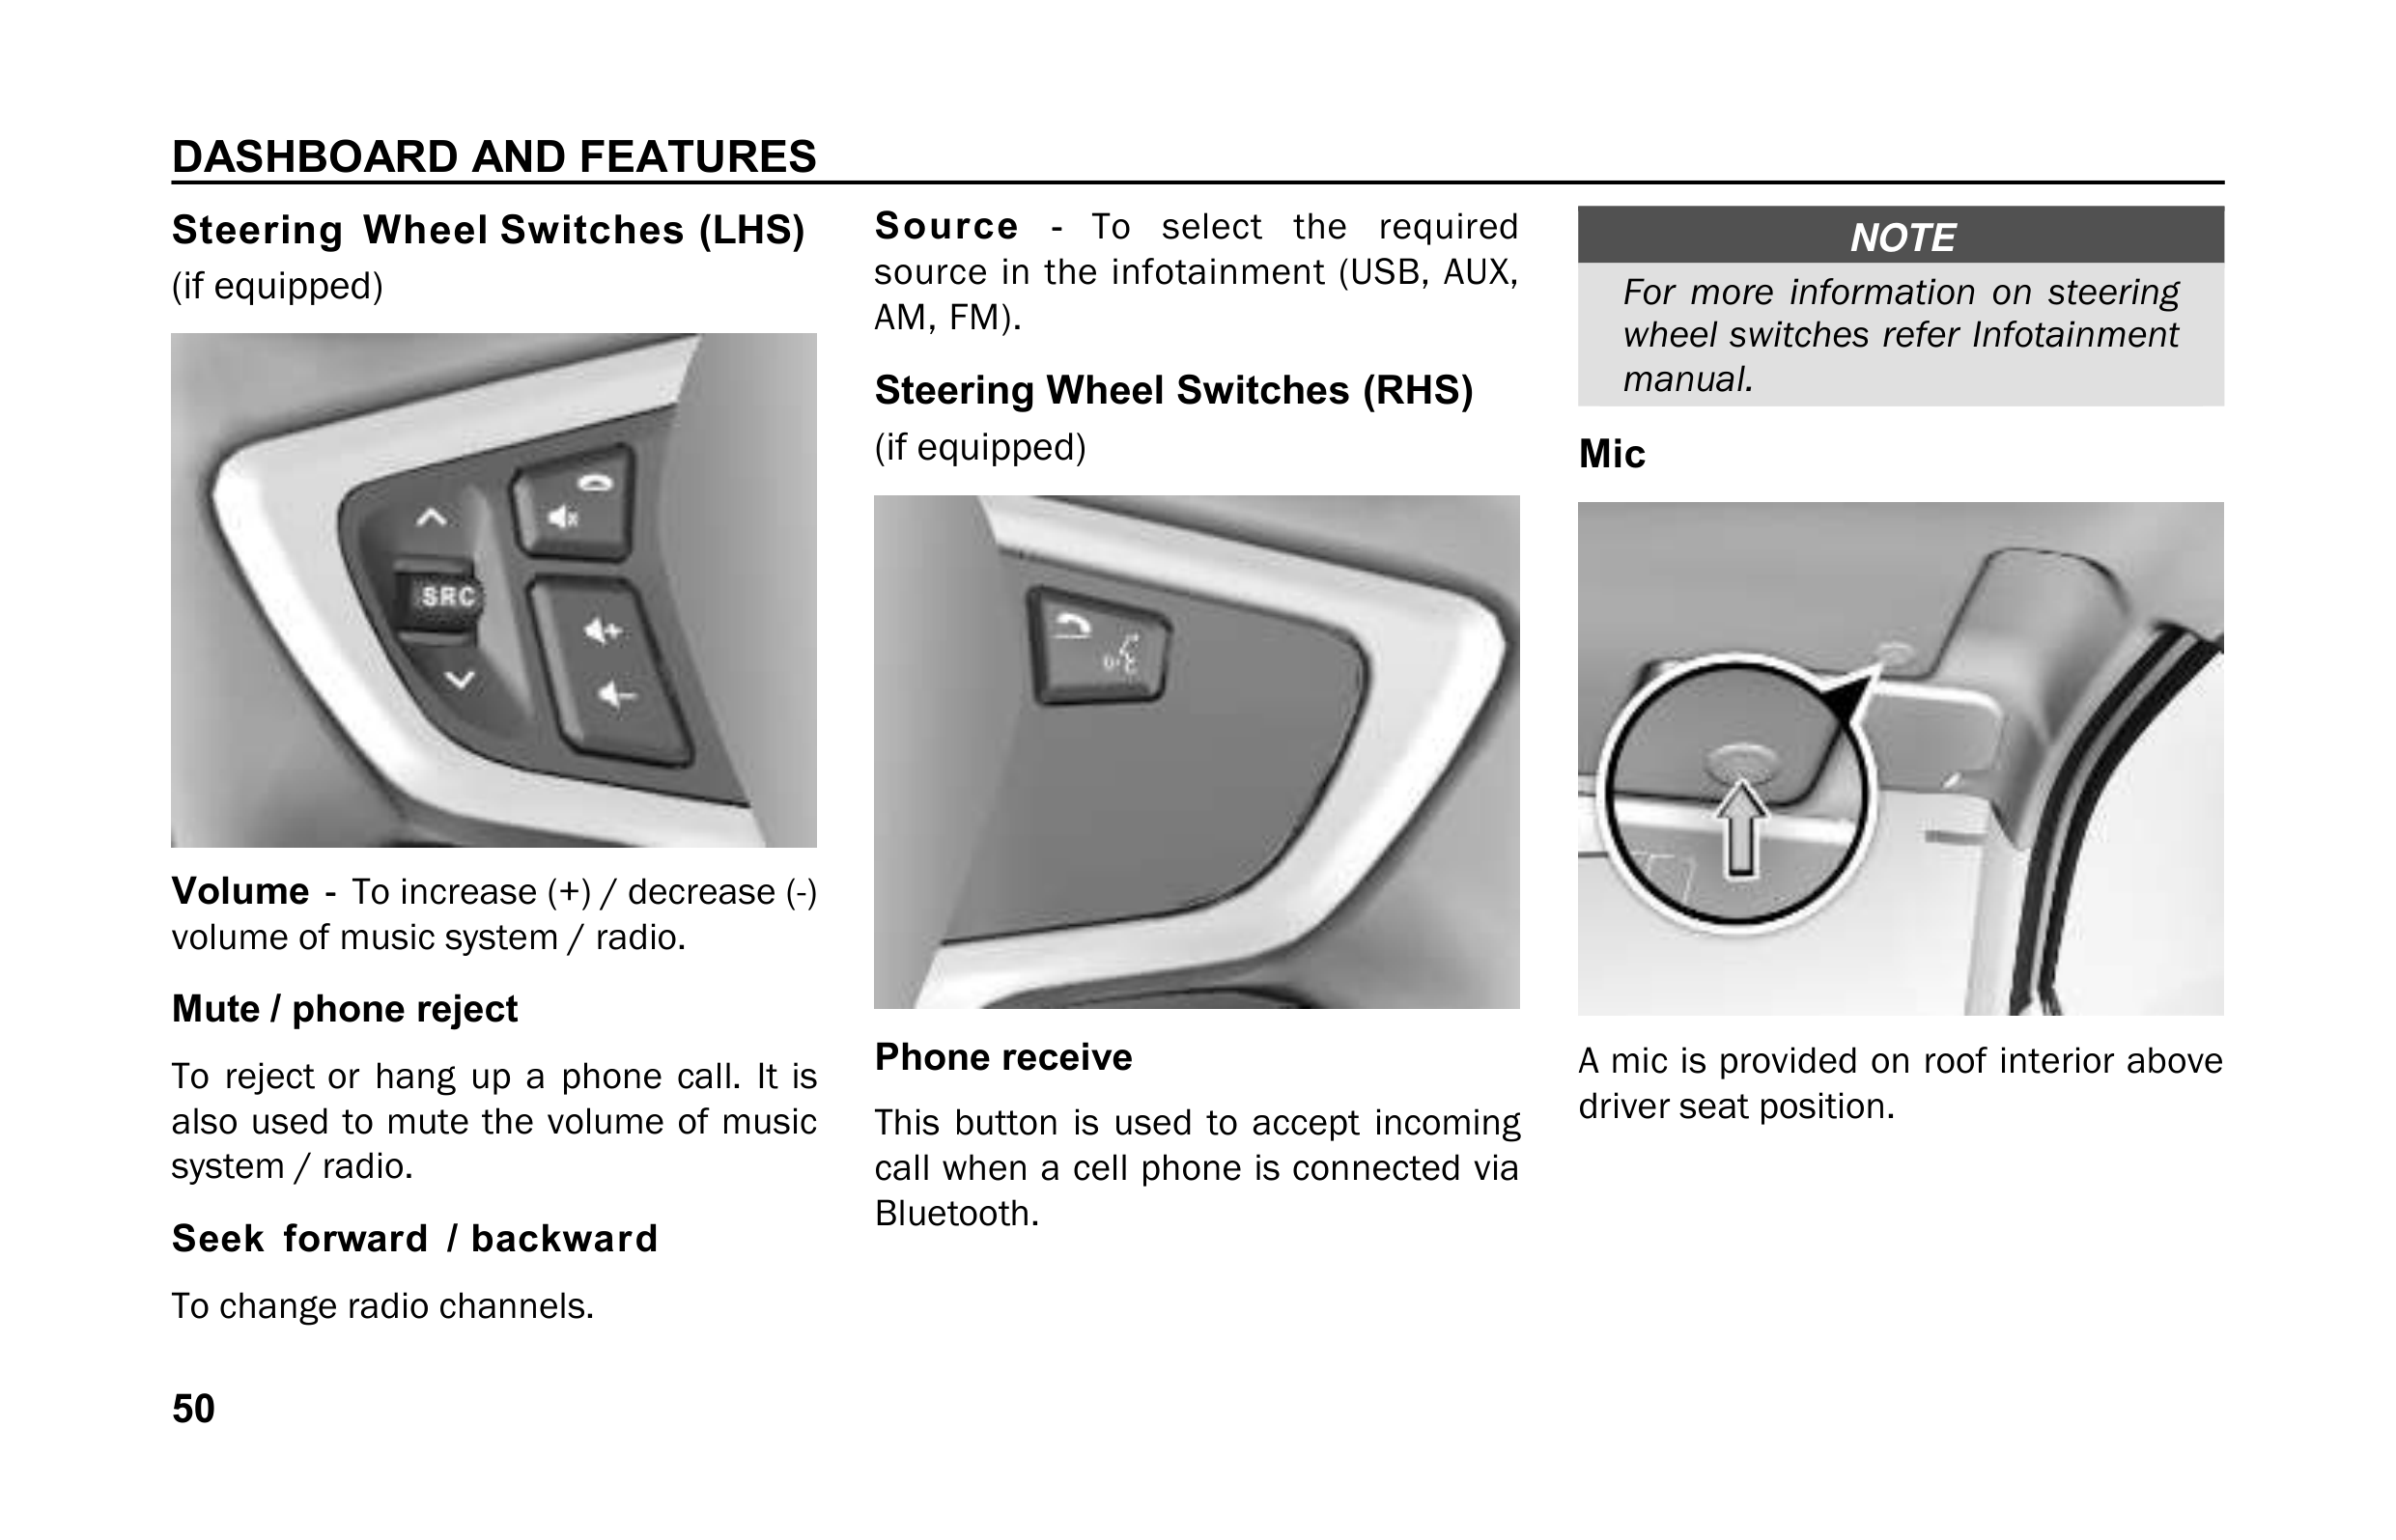 DASHBOARD AND FEATURES
Steering Wheel Switches (LHS)
(if equipped)
SRC
Volume - To increase (+) / decrease (-)
volume of music system / radio.
Mute / phone reject
To reject or hang up a phone call. It is
also used to mute the volume of music
system / radio.
Seek forward / backward
To change radio channels.
Source - To select the required
source in the infotainment (USB, AUX,
AM, FM).
Steering Wheel Switches (RHS)
(if equipped)
Phone receive
This button is used to accept incoming
call when a cell phone is connected via
Bluetooth.
NOTE
For more information on steering
wheel switches refer Infotainment
manual.
Mic
A mic is provided on roof interior above
driver seat position.
50